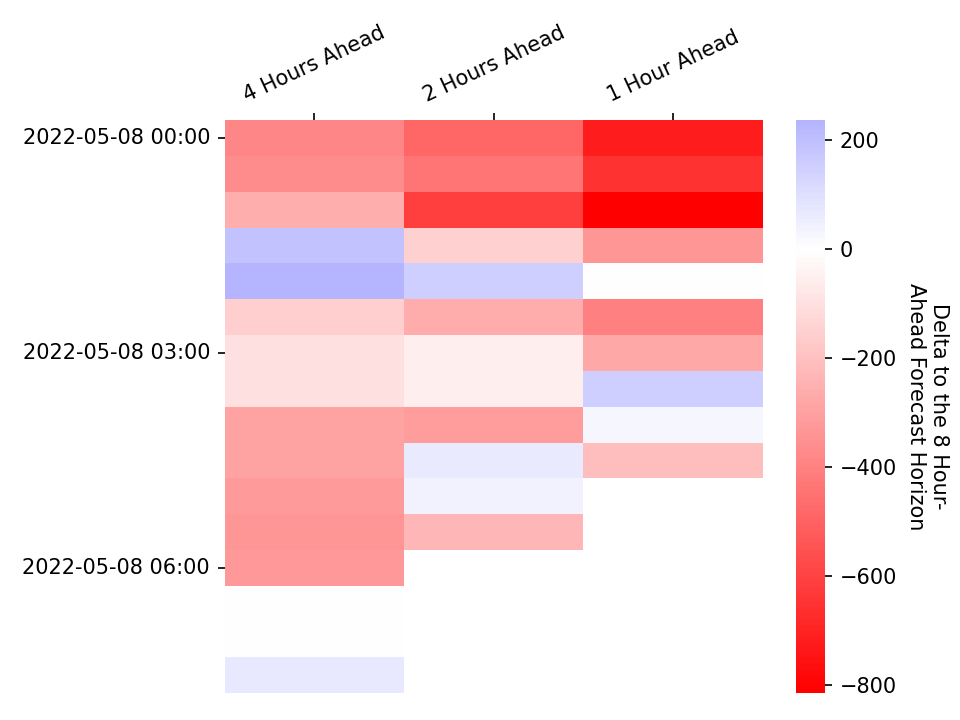 4 Hours Ahead
2 Hours Ahead
1 Hour Ahead
2022-05-08 00:00
2022-05-08 03:00
2022-05-08 06:00
200
0
−200
−400
−600
−800
Delta to the 8 Hour-
Ahead Forecast Horizon